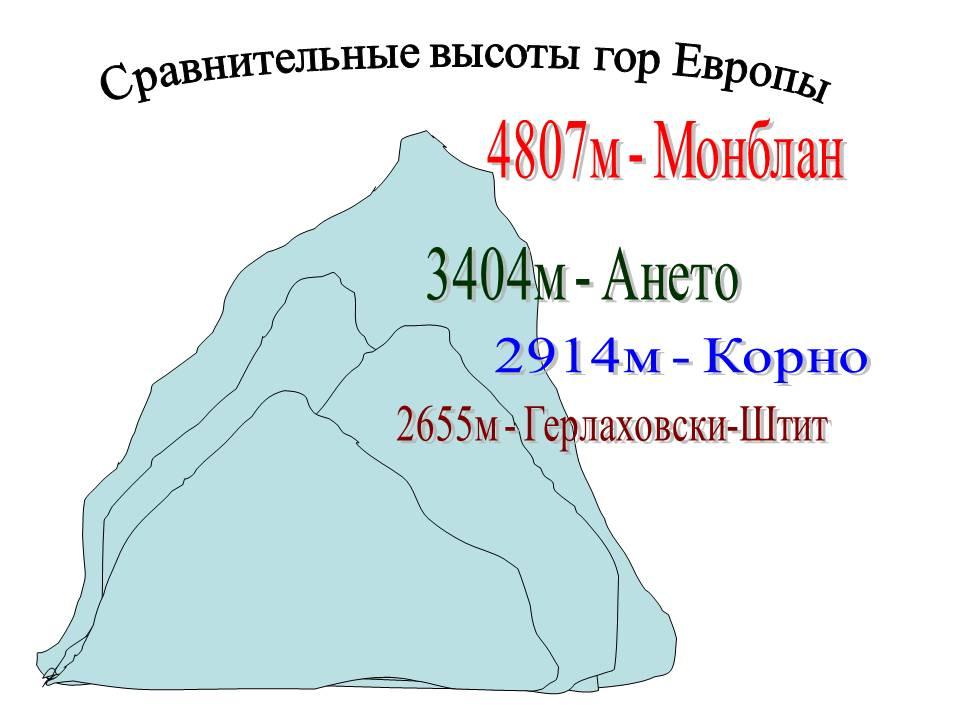 Сравнительные высоты гор Европы
4807м - Монблан
3404м -Ането
2914м - Корно
2655м - Герлаховски-Штит